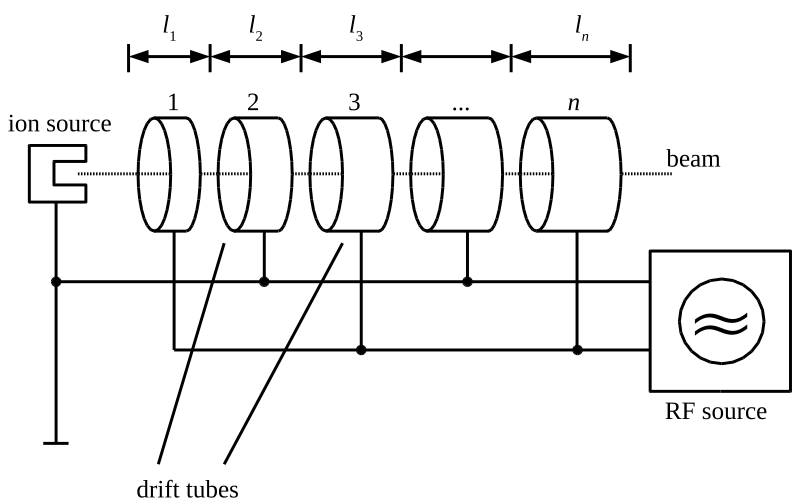 l1 l2 l3 ln
1 2 3 ... n
ion source
beam
RF source
drift tubes